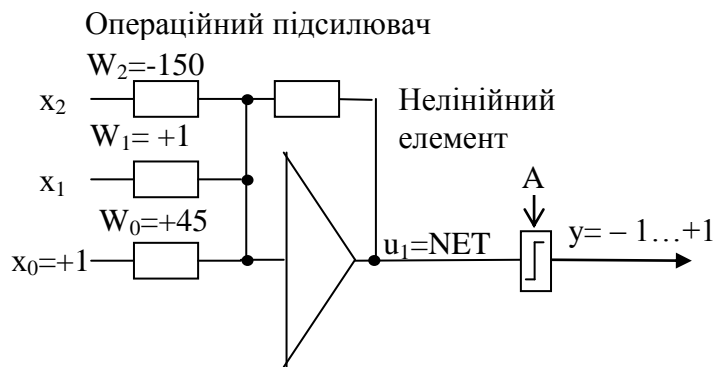 Операційний підсилювач
W₂=-150
x₂
W₁= +1
x₁
W₀=+45
x₀=+1
u₁=NET
Нелінійний
елемент
A
y= – 1…+1